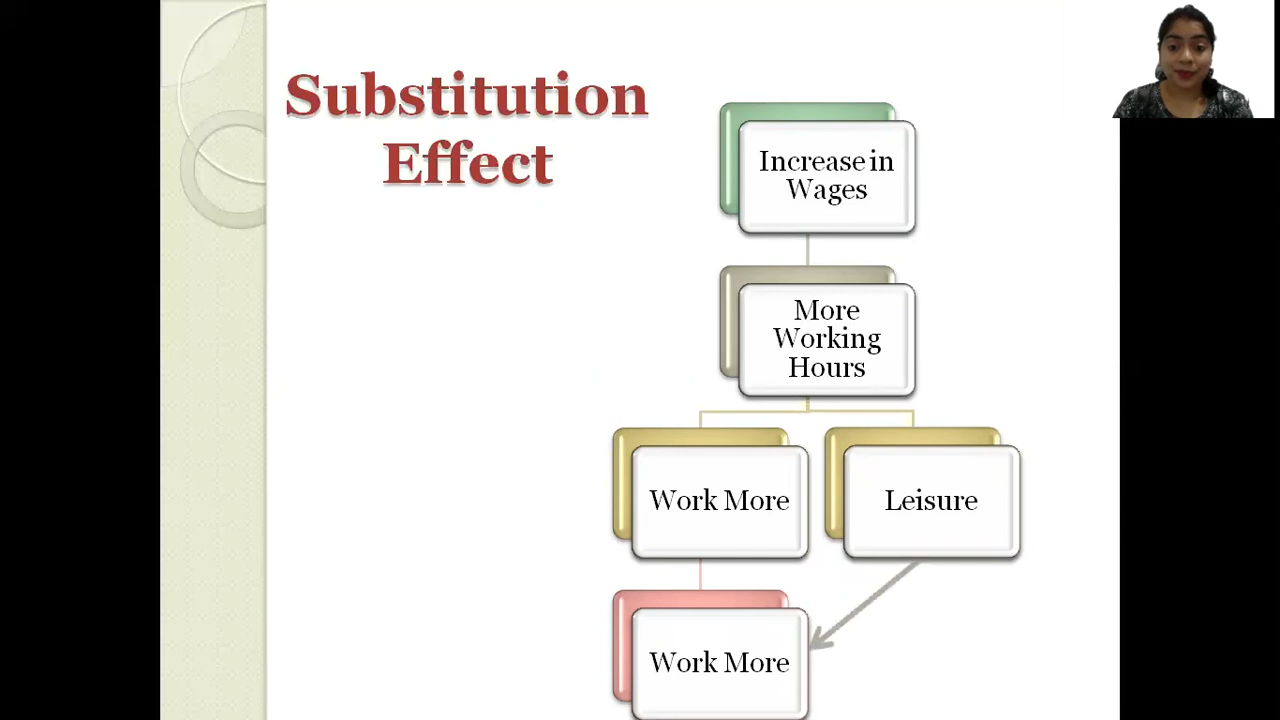 Substitution
Effect
Increase in
Wages
More
Working
Hours
Work More
Leisure
Work More